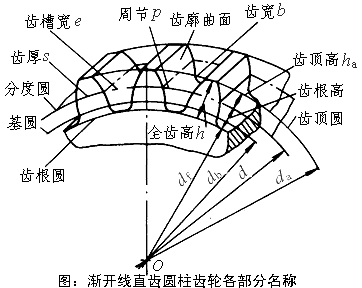 齿槽宽e
周节p
齿廓曲面
齿宽b
齿厚s
齿顶高hₐ
分度圆
齿根高
基圆
齿顶圆
全齿高h
齿根圆
d_f
d_b
d
dₐ
O
图：渐开线直齿圆柱齿轮各部分名称